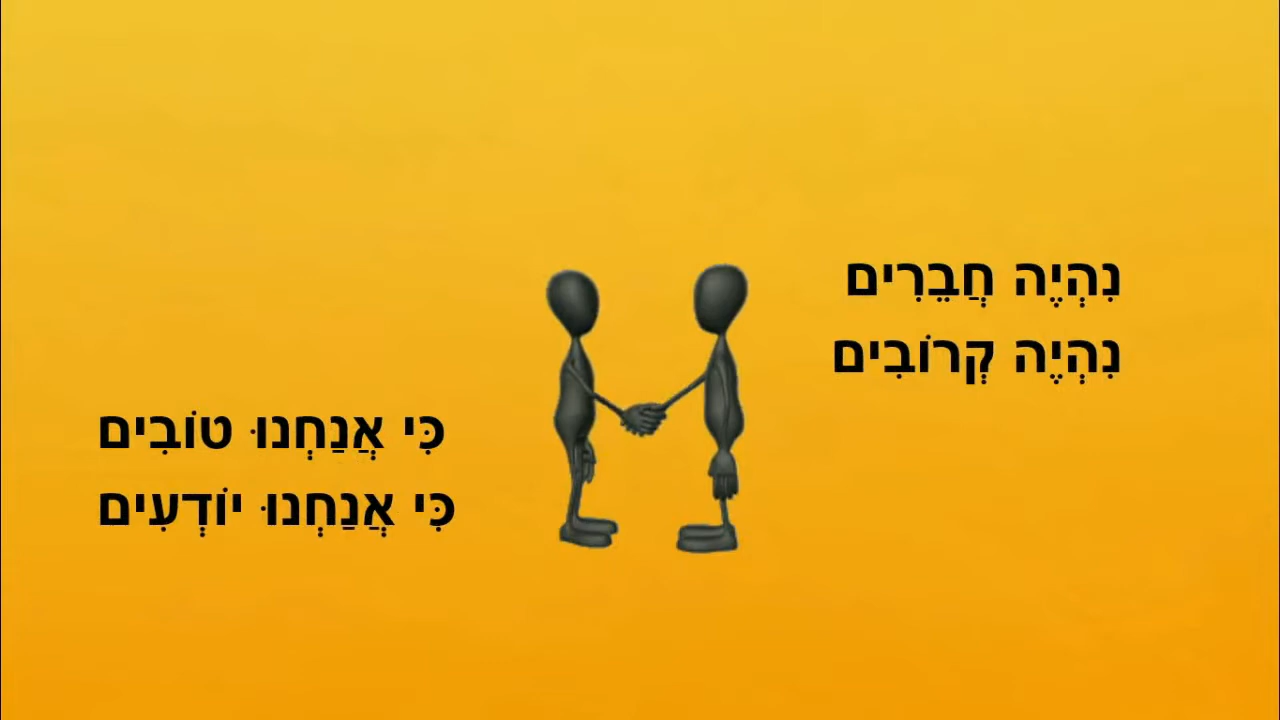 נִהְיֶה חֲבֵרִים
נִהְיֶה קְרוֹבִים
כִּי אֲנַחְנוּ טוֹבִים
כִּי אֲנַחְנוּ יוֹדְעִים